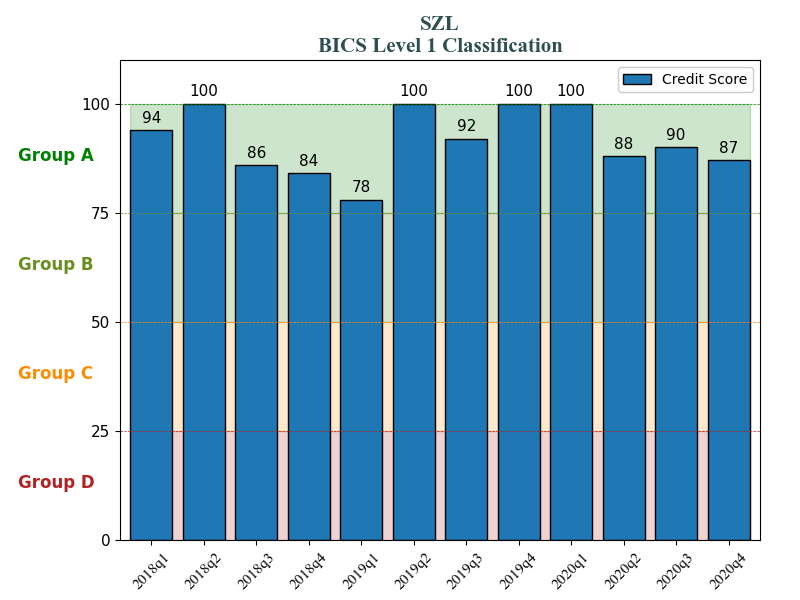 SZL
BICS Level 1 Classification
Credit Score
100
75
50
25
0
Group A
Group B
Group C
Group D
94
100
86
84
78
100
92
100
100
88
90
87
2018q1
2018q2
2018q3
2018q4
2019q1
2019q2
2019q3
2019q4
2020q1
2020q2
2020q3
2020q4